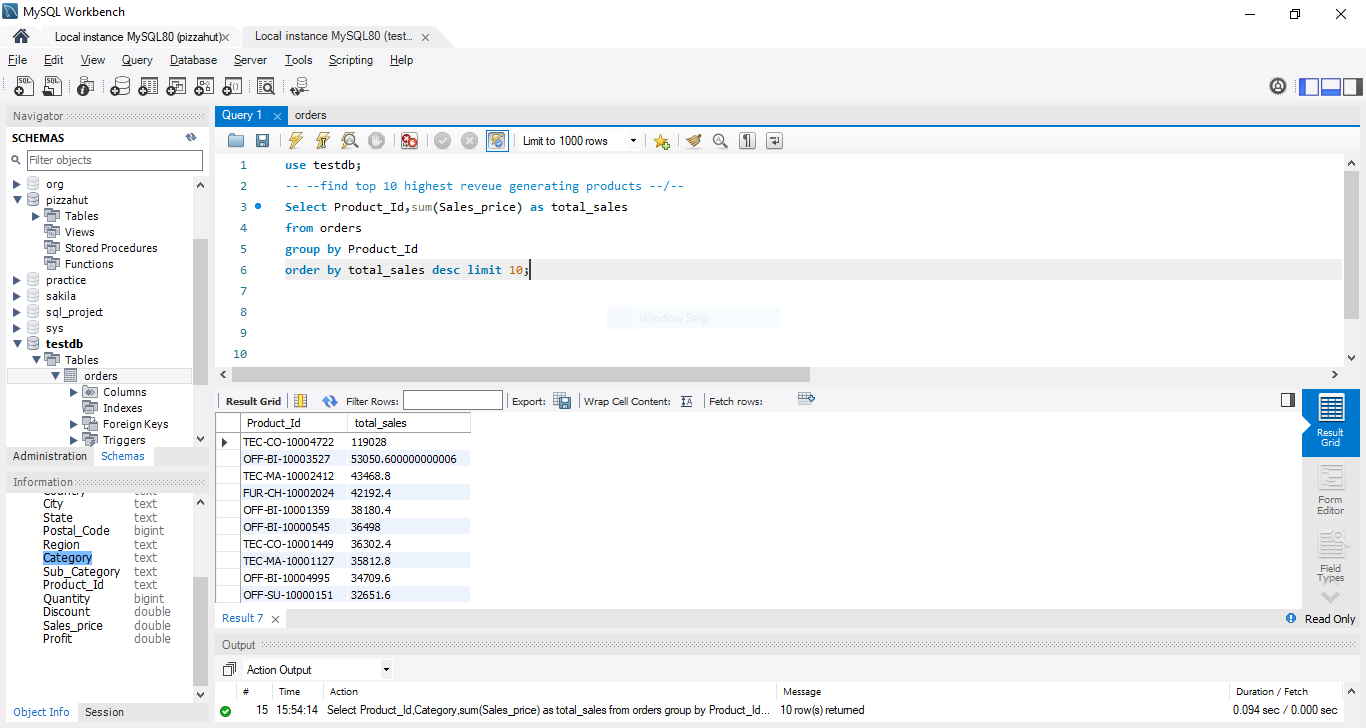 MySQL Workbench
Local instance MySQL80 (pizzahut)
Local instance MySQL80 (test...
File Edit View Query Database Server Tools Scripting Help
Navigator
SCHEMAS
Filter objects
org
pizzahut
Tables
Views
Stored Procedures
Functions
practice
sakila
sql_project
sys
testdb
Tables
orders
Columns
Indexes
Foreign Keys
Triggers
Administration Schemas
Information
Country text
City text
State text
Postal_Code bigint
Region text
Category text
Sub_Category text
Product_Id text
Quantity bigint
Discount double
Sales_price double
Profit double
Object Info Session
Query 1 orders
Limit to 1000 rows
1 use testdb;
2 -- --find top 10 highest reveue generating products --/--
3 Select Product_Id,sum(Sales_price) as total_sales
4 from orders
5 group by Product_Id
6 order by total_sales desc limit 10;
7
8
9
10
Window Snip
Result Grid Filter Rows: Export: Wrap Cell Content: Fetch rows:
Product_Id total_sales
TEC-CO-10004722 119028
OFF-BI-10003527 53050.600000000006
TEC-MA-10002412 43468.8
FUR-CH-10002024 42192.4
OFF-BI-10001359 38180.4
OFF-BI-10000545 36498
TEC-CO-10001449 36302.4
TEC-MA-10001127 35812.8
OFF-BI-10004995 34709.6
OFF-SU-10000151 32651.6
Result
Grid
Form
Editor
Field
Types
Result 7
Read Only
Output
Action Output
# Time Action Message Duration / Fetch
15 15:54:14 Select Product_Id,Category,sum(Sales_price) as total_sales from orders group by Product_Id... 10 row(s) returned 0.094 sec / 0.000 sec